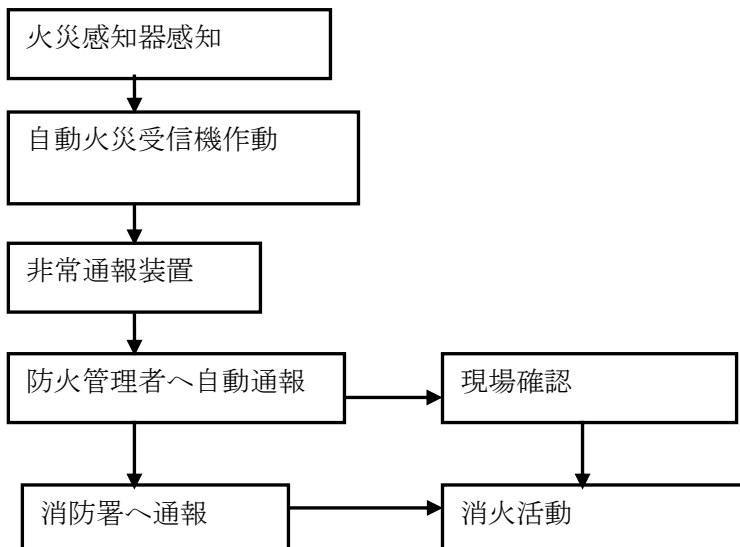 火災感知器感知
自動火災受信機作動
非常通報装置
防火管理者へ自動通報
現場確認
消防署へ通報
消火活動